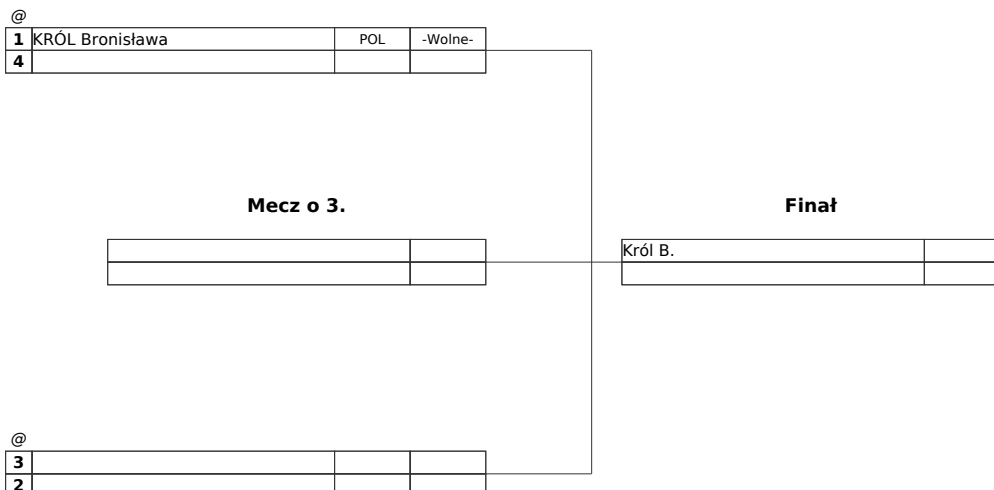 @
1 KRÓL Bronisława POL -Wolne-
4
Mecz o 3.
Finał
Król B.
@
3
2